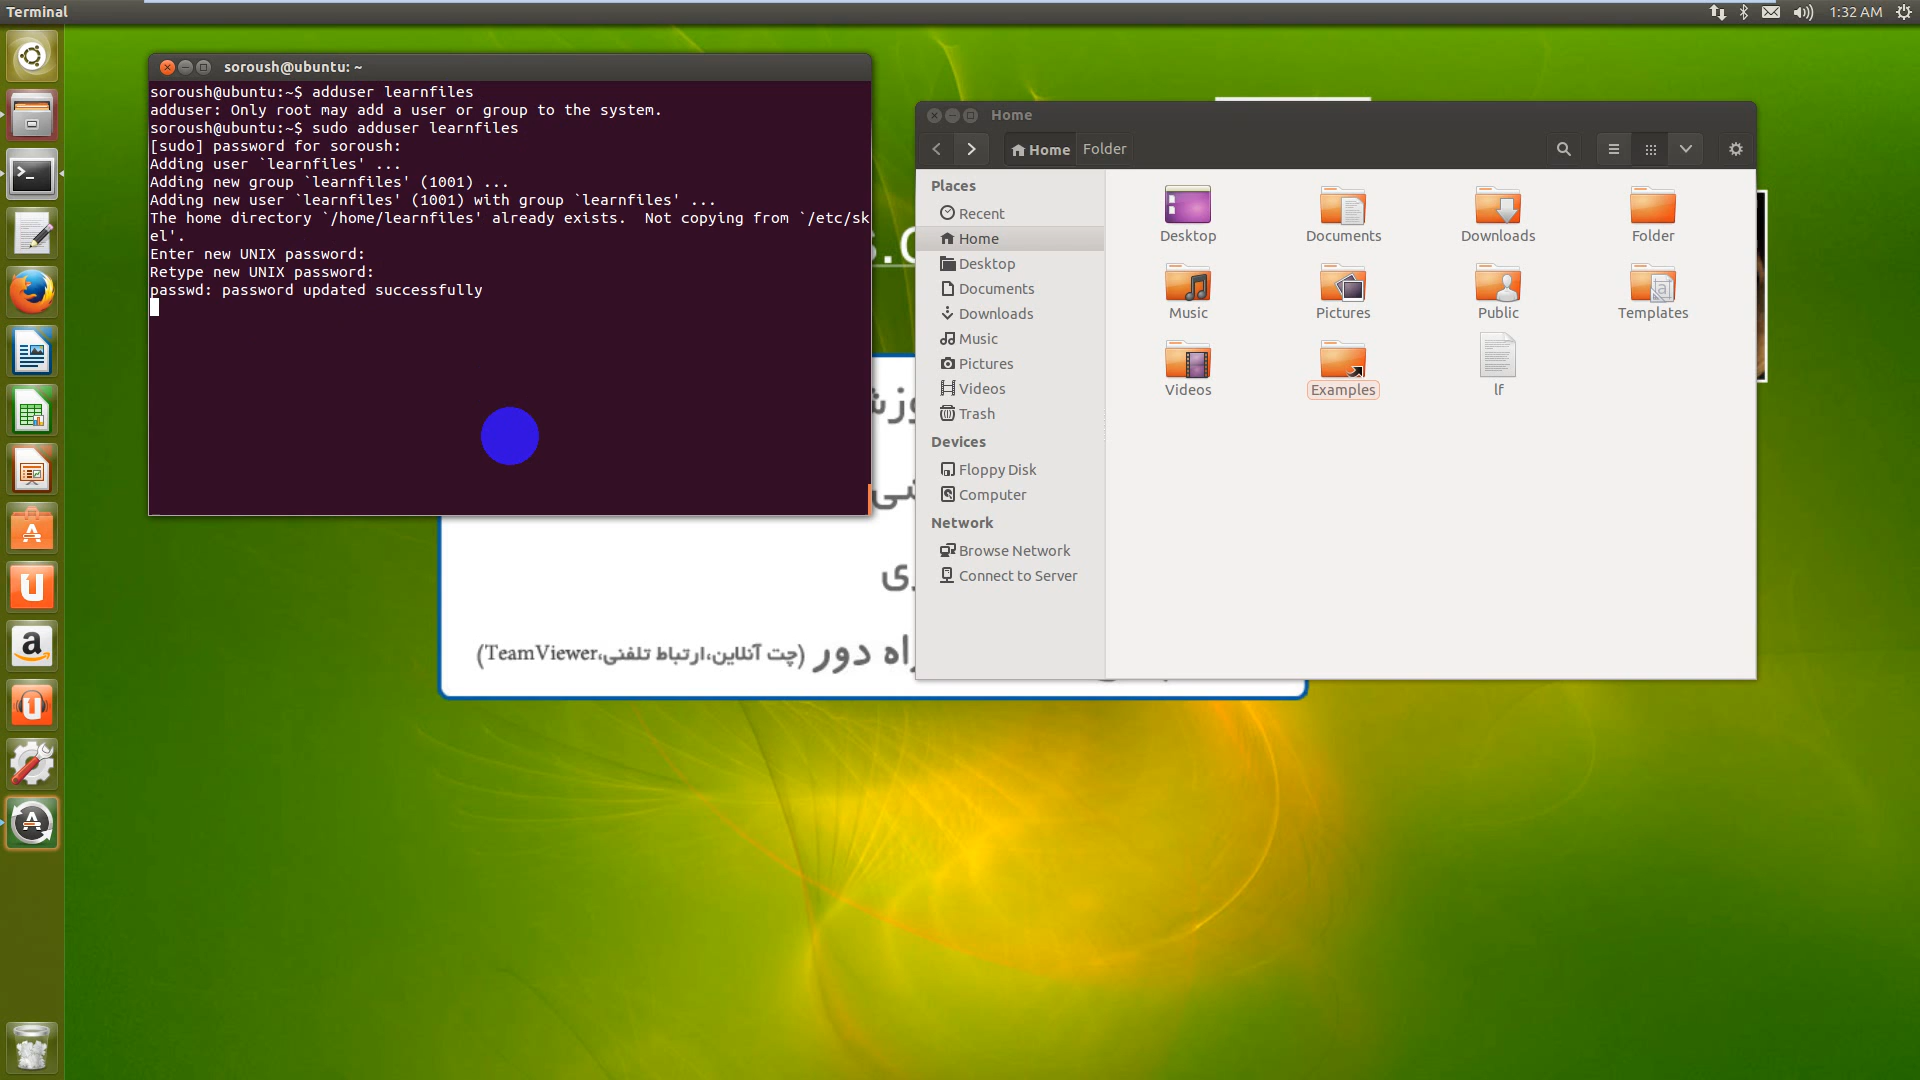 Terminal
1:32 AM
soroush@ubuntu: ~
soroush@ubuntu:~$ adduser learnfiles
adduser: Only root may add a user or group to the system.
soroush@ubuntu:~$ sudo adduser learnfiles
[sudo] password for soroush:
Adding user `learnfiles' ...
Adding new group `learnfiles' (1001) ...
Adding new user `learnfiles' (1001) with group `learnfiles' ...
The home directory `/home/learnfiles' already exists.  Not copying from `/etc/sk
el'.
Enter new UNIX password:
Retype new UNIX password:
passwd: password updated successfully
Home
Home
Folder
Places
Recent
Home
Desktop
Documents
Downloads
Music
Pictures
Videos
Trash
Devices
Floppy Disk
Computer
Network
Browse Network
Connect to Server
Desktop
Documents
Downloads
Folder
Music
Pictures
Public
Templates
Videos
Examples
lf
دور (چت آنلاین،ارتباط تلفنی،TeamViewer)